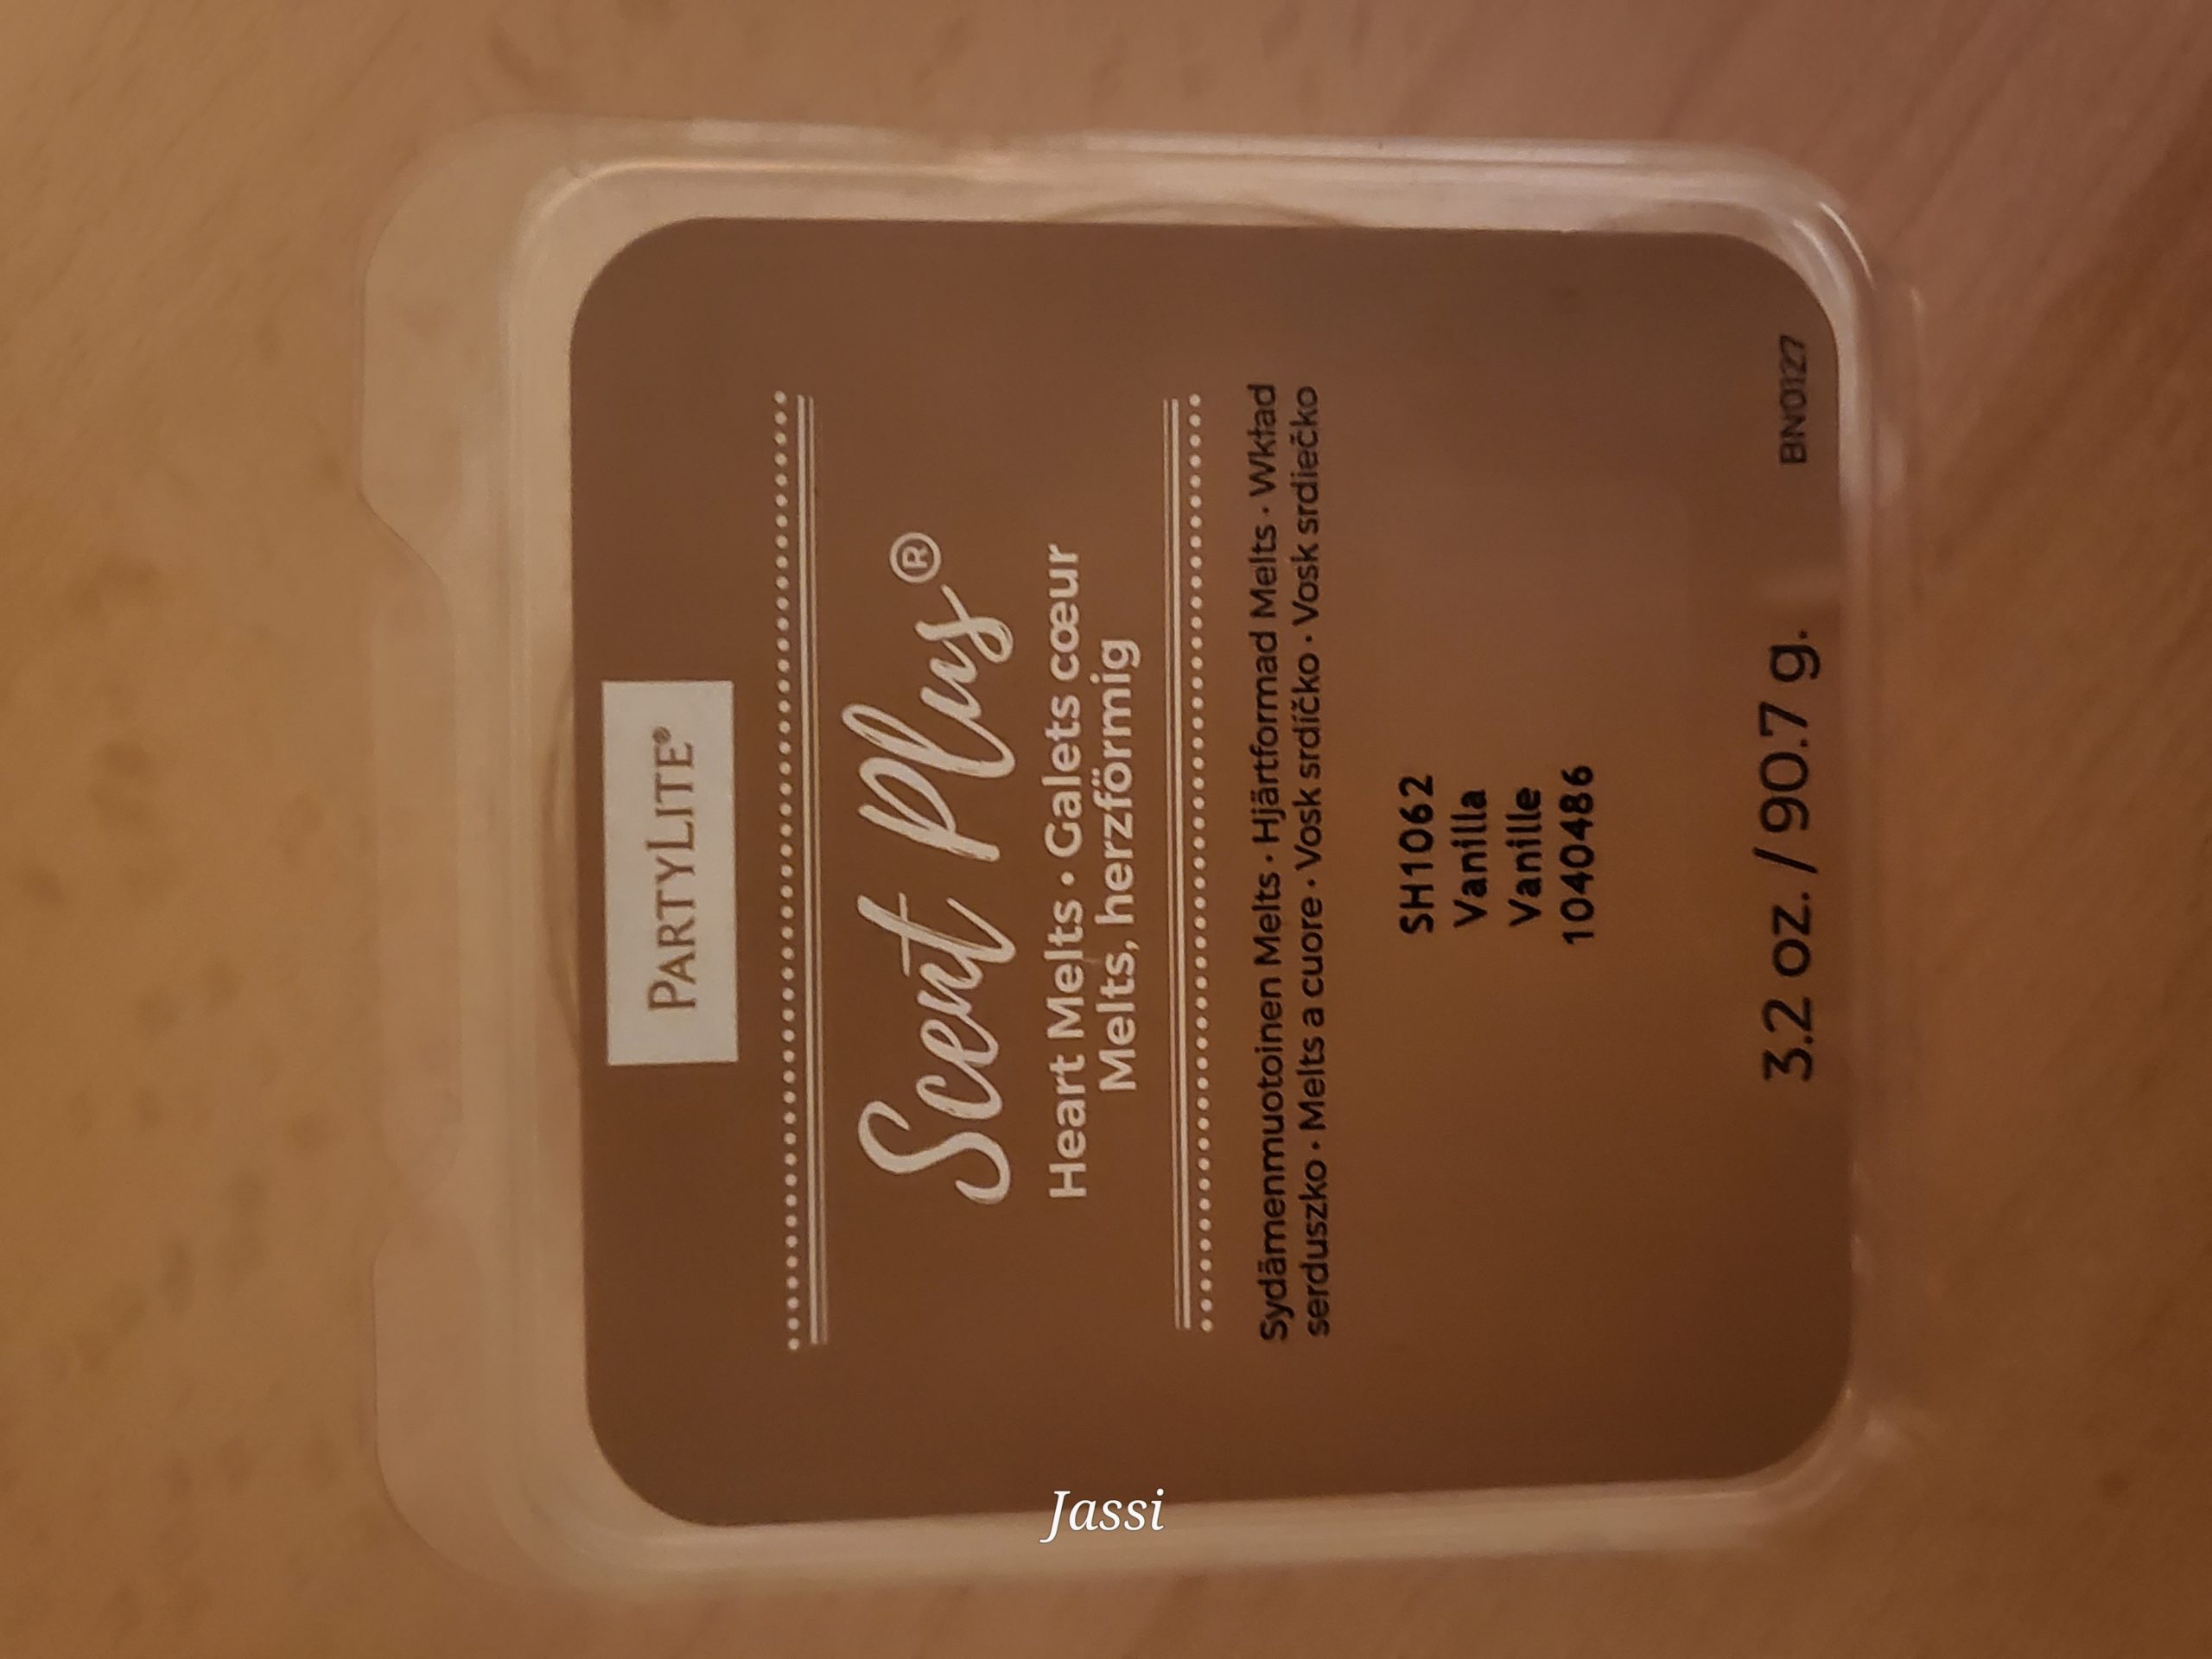 PARTYLITE®
Scent Plus®
Heart Melts • Galets cœur
Melts, herzförmig
Sydämenmuotoinen Melts • Hjärtformad Melts • Wkład
serduszko • Melts a cuore • Vosk srdíčko • Vosk srdiečko
SH1062
Vanilla
Vanille
1040486
3.2 oz. / 90.7 g.
BN0127
Jassi